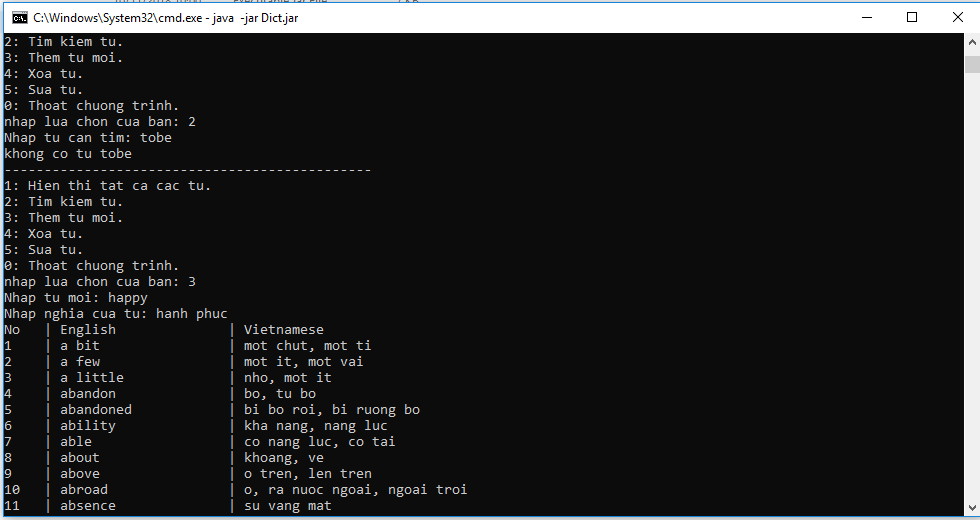 C:\Windows\System32\cmd.exe - java  -jar Dict.jar
2: Tim kiem tu.
3: Them tu moi.
4: Xoa tu.
5: Sua tu.
0: Thoat chuong trinh.
nhap lua chon cua ban: 2
Nhap tu can tim: tobe
khong co tu tobe
----------------------------------------------
1: Hien thi tat ca cac tu.
2: Tim kiem tu.
3: Them tu moi.
4: Xoa tu.
5: Sua tu.
0: Thoat chuong trinh.
nhap lua chon cua ban: 3
Nhap tu moi: happy
Nhap nghia cua tu: hanh phuc
No   | English              | Vietnamese
1    | a bit                | mot chut, mot ti
2    | a few                | mot it, mot vai
3    | a little             | nho, mot it
4    | abandon              | bo, tu bo
5    | abandoned            | bi bo roi, bi ruong bo
6    | ability              | kha nang, nang luc
7    | able                 | co nang luc, co tai
8    | about                | khoang, ve
9    | above                | o tren, len tren
10   | abroad               | o, ra nuoc ngoai, ngoai troi
11   | absence              | su vang mat